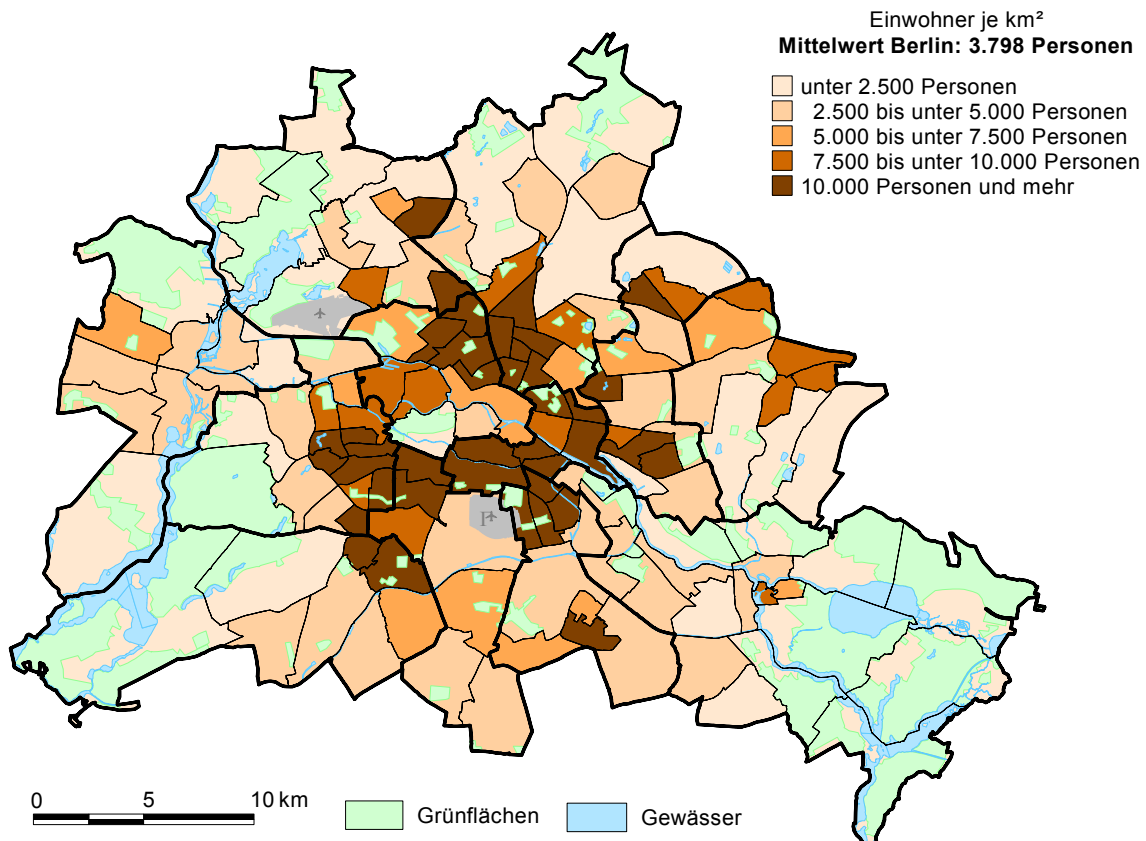 Einwohner je km²
Mittelwert Berlin: 3.798 Personen
unter 2.500 Personen
2.500 bis unter 5.000 Personen
5.000 bis unter 7.500 Personen
7.500 bis unter 10.000 Personen
10.000 Personen und mehr
0 5 10 km
Grünflächen Gewässer